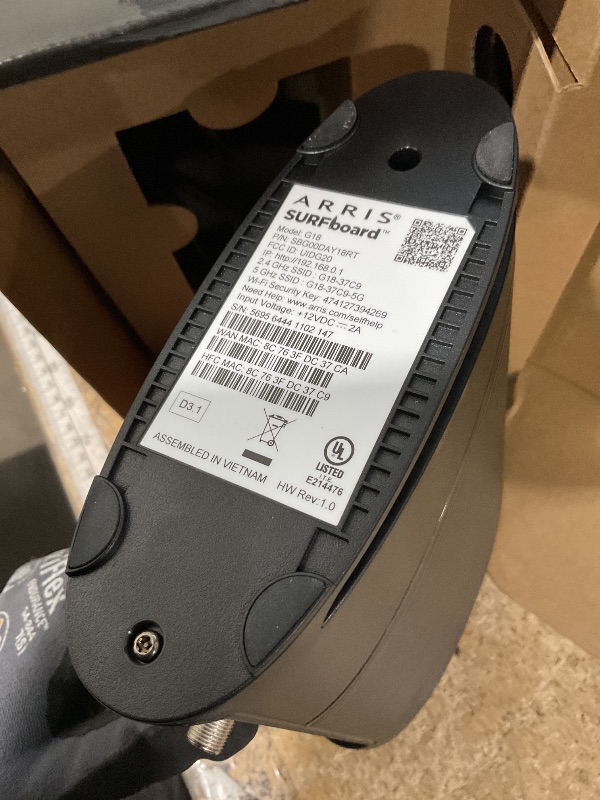 ARRIS®
SURFboard™
Model: G18
P/N: SBG00DAY18RT
FCC ID: UIDG20
IP: http://192.168.0.1
2.4 GHz SSID : G18-37C9
5 GHz SSID : G18-37C9-5G
Wi-Fi Security Key: 474127394269
Need Help: www.arris.com/selfhelp
Input Voltage: +12VDC ⎓ 2A
S/N: 5695 6444 1102 147
WAN MAC: 8C 76 3F DC 37 CA
HFC MAC: 8C 76 3F DC 37 C9
D3.1
UL
LISTED
I.T.E.
E214476
ASSEMBLED IN VIETNAM HW Rev:1.0